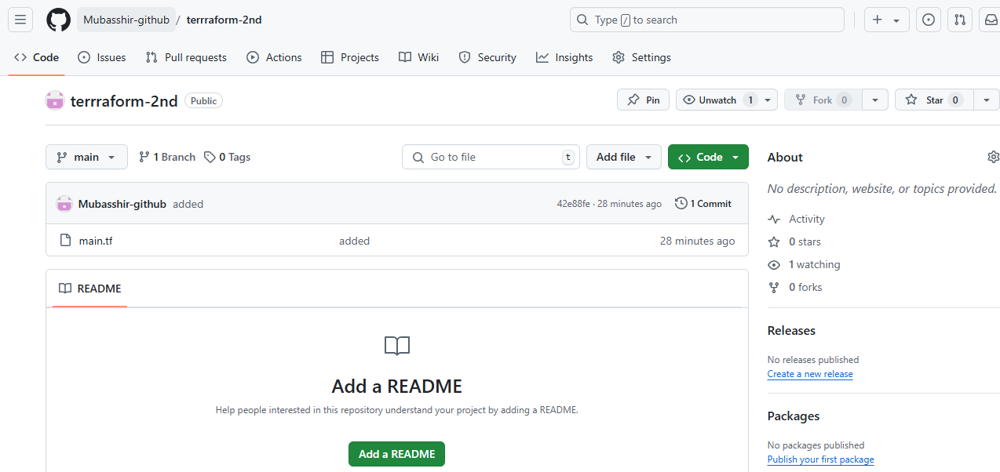 Mubasshir-github / terrraform-2nd
Type / to search
Code Issues Pull requests Actions Projects Wiki Security Insights Settings
terrraform-2nd Public
Pin Unwatch 1 Fork 0 Star 0
main 1 Branch 0 Tags
Go to file t Add file Code
Mubasshir-github added 42e88fe · 28 minutes ago 1 Commit
main.tf added 28 minutes ago
README
Add a README
Help people interested in this repository understand your project by adding a README.
Add a README
About
No description, website, or topics provided.
Activity
0 stars
1 watching
0 forks
Releases
No releases published
Create a new release
Packages
No packages published
Publish your first package